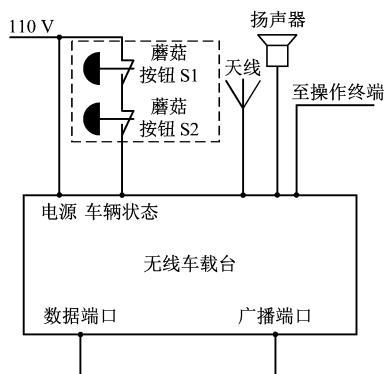 110 V
扬声器
蘑菇
按钮 S1
天线
至操作终端
蘑菇
按钮 S2
电源 车辆状态
无线车载台
数据端口
广播端口